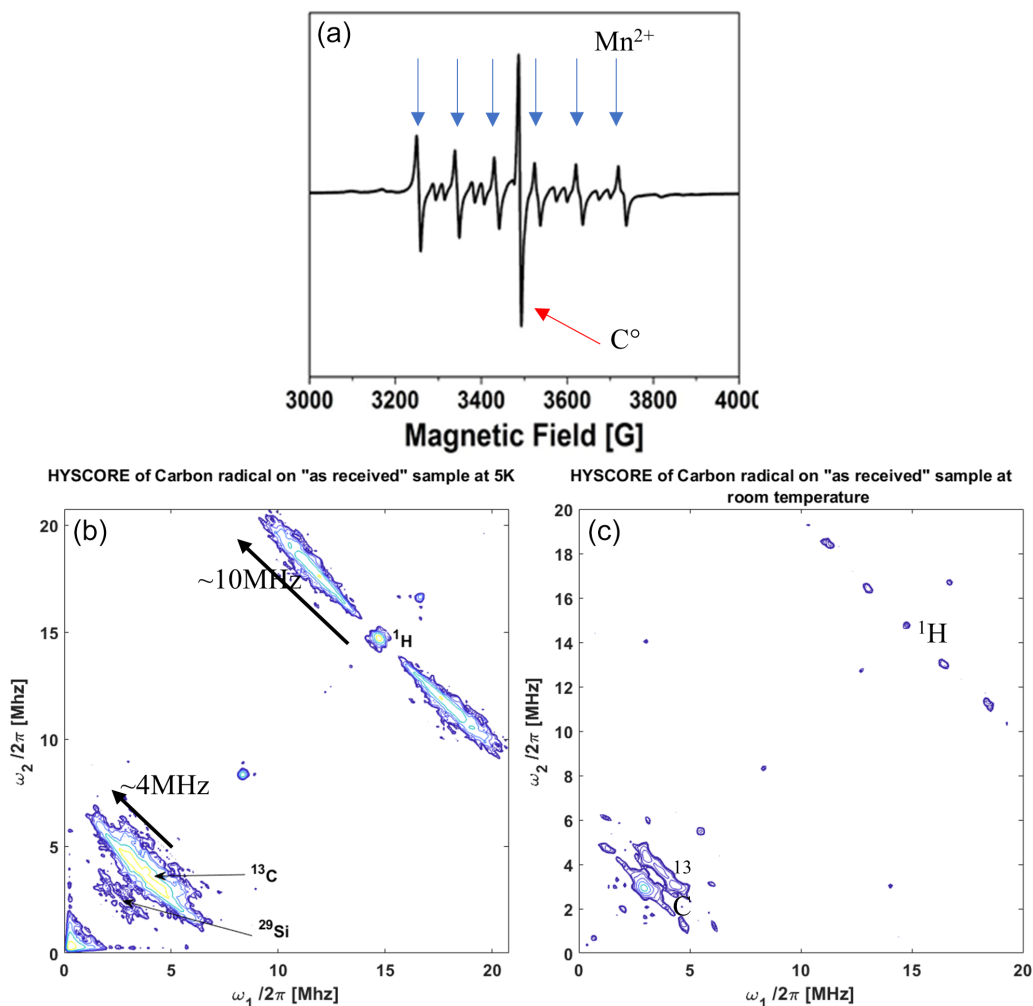 (a)
Mn²⁺
C°
3000 3200 3400 3600 3800 4000
Magnetic Field [G]
HYSCORE of Carbon radical on "as received" sample at 5K
(b)
~10MHz
¹H
~4MHz
¹³C
²⁹Si
20
15
10
5
0
ω₂/2π [Mhz]
0 5 10 15 20
ω₁/2π [Mhz]
HYSCORE of Carbon radical on "as received" sample at
room temperature
(c)
¹H
13
C
20
18
16
14
12
10
8
6
4
2
0
ω₂/2π [MHz]
0 5 10 15 20
ω₁/2π [MHz]